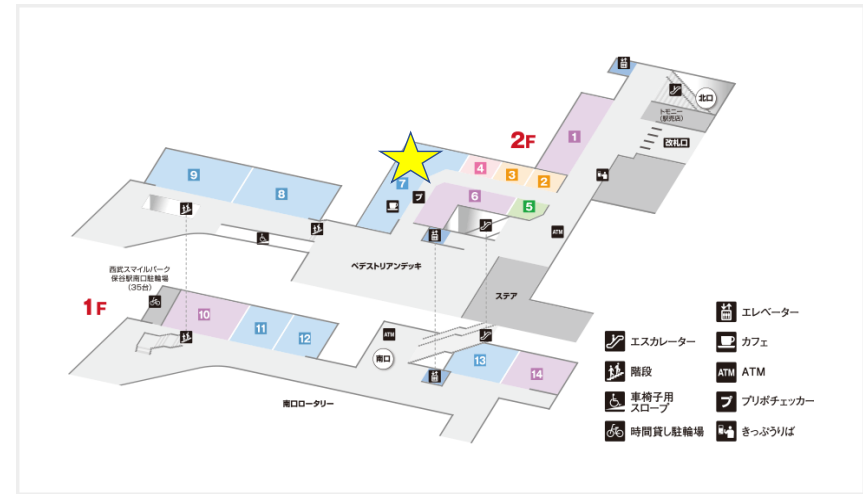 北口
トモニー
(駅売店)
改札口
2F
1
4
3
2
7
6
5
プ
ATM
9
8
ペデストリアンデッキ
ステア
西武スマイルパーク
保谷駅南口駐輪場
(35台)
1F
10
11
12
ATM
南口
13
14
南口ロータリー
エスカレーター
階段
車椅子用
スロープ
時間貸し駐輪場
エレベーター
カフェ
ATM ATM
プ プリポチェッカー
きっぷうりば